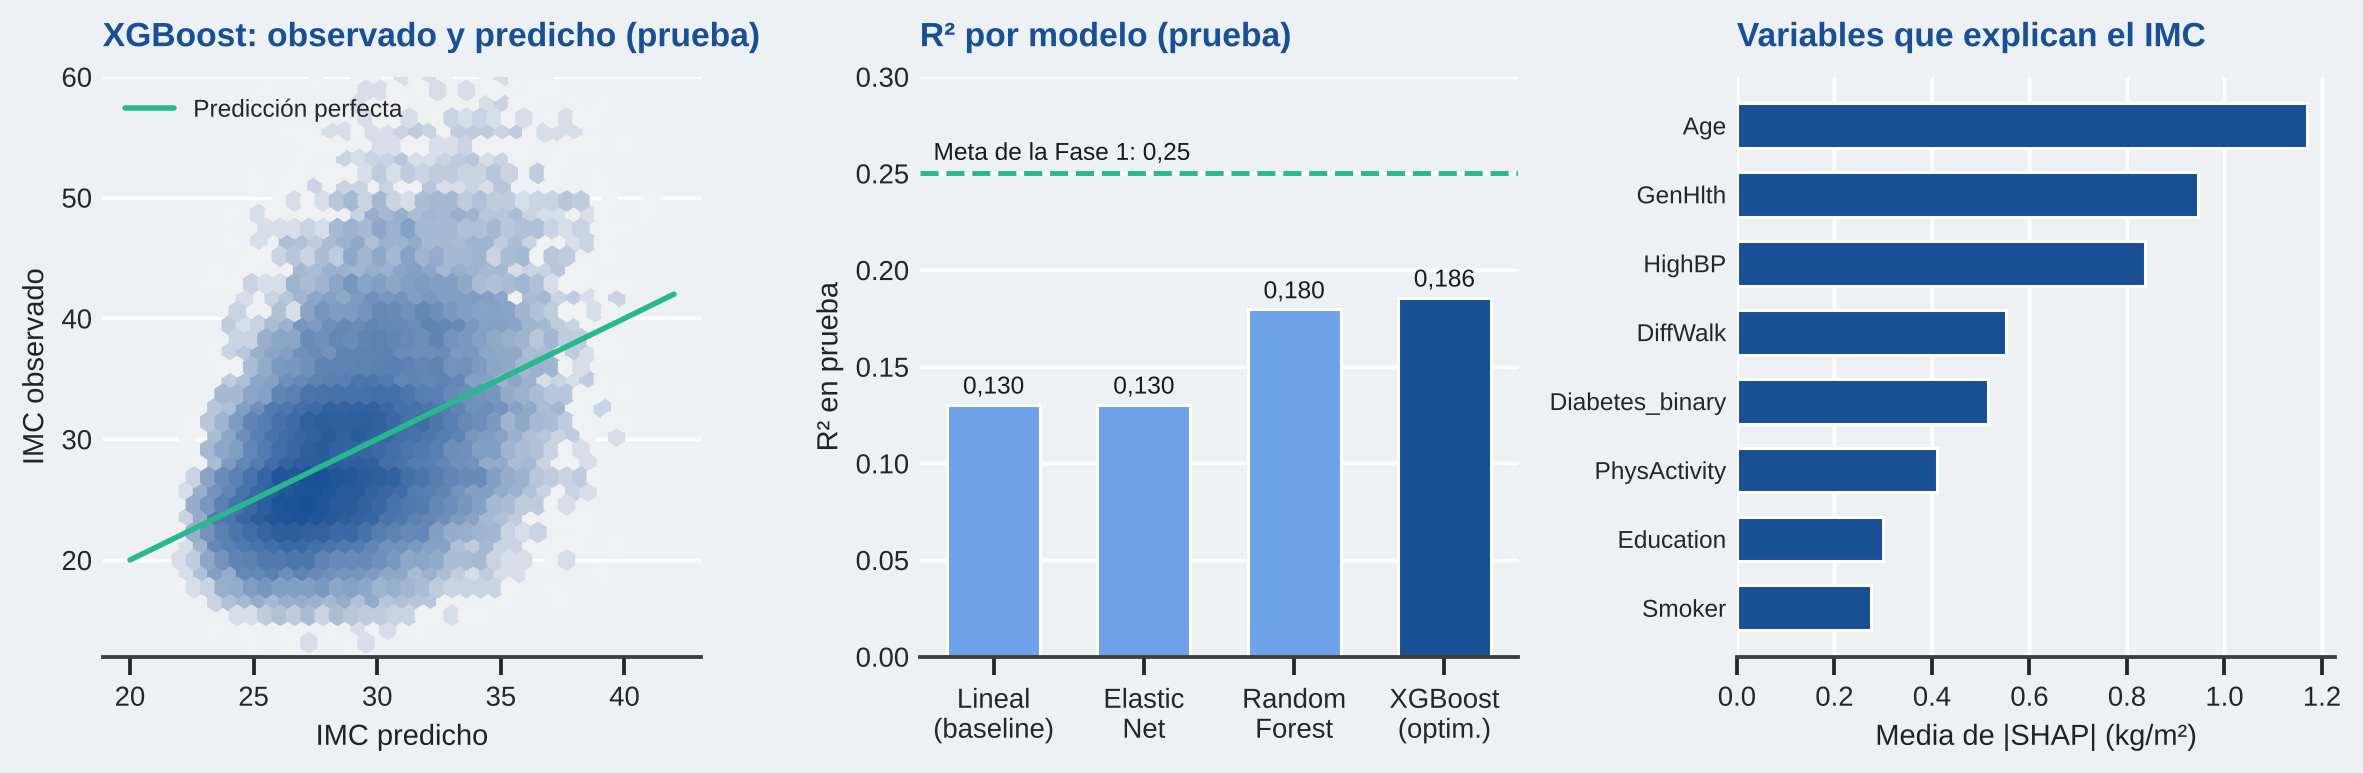 XGBoost: observado y predicho (prueba)
60
50
40
30
20
IMC observado
Predicción perfecta
20 25 30 35 40
IMC predicho
R² por modelo (prueba)
0.30
0.25
0.20
0.15
0.10
0.05
0.00
R² en prueba
Meta de la Fase 1: 0,25
0,130
0,130
0,180
0,186
Lineal
(baseline)
Elastic
Net
Random
Forest
XGBoost
(optim.)
Variables que explican el IMC
Age
GenHlth
HighBP
DiffWalk
Diabetes_binary
PhysActivity
Education
Smoker
0.0 0.2 0.4 0.6 0.8 1.0 1.2
Media de |SHAP| (kg/m²)